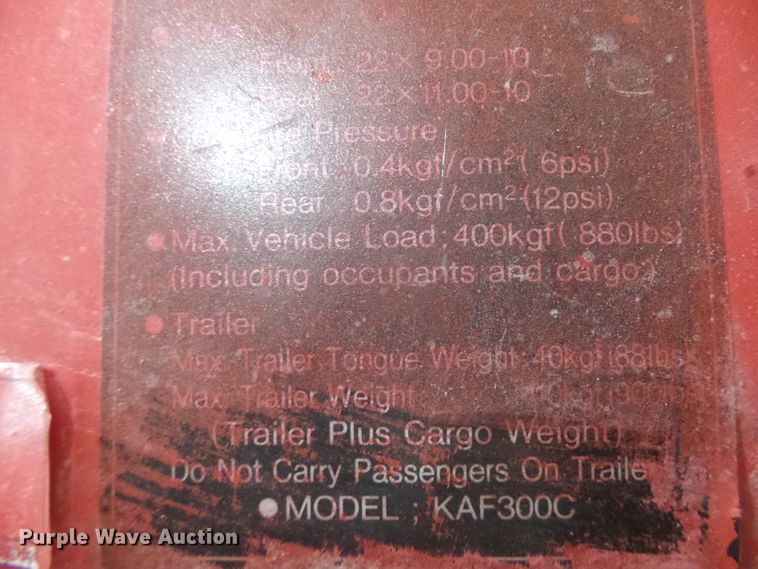 Front 22×9.00-10
Rear 22×11.00-10
Pressure
Front 0.4kgf/cm²( 6psi)
Rear 0.8kgf/cm²(12psi)
● Max. Vehicle Load : 400kgf( 880lbs)
(Including occupants and cargo)
● Trailer
Max. Trailer Tongue Weight : 40kgf(88lbs
Max. Trailer Weight
(Trailer Plus Cargo Weight)
Do Not Carry Passengers On Traile
● MODEL : KAF300C
Purple Wave Auction